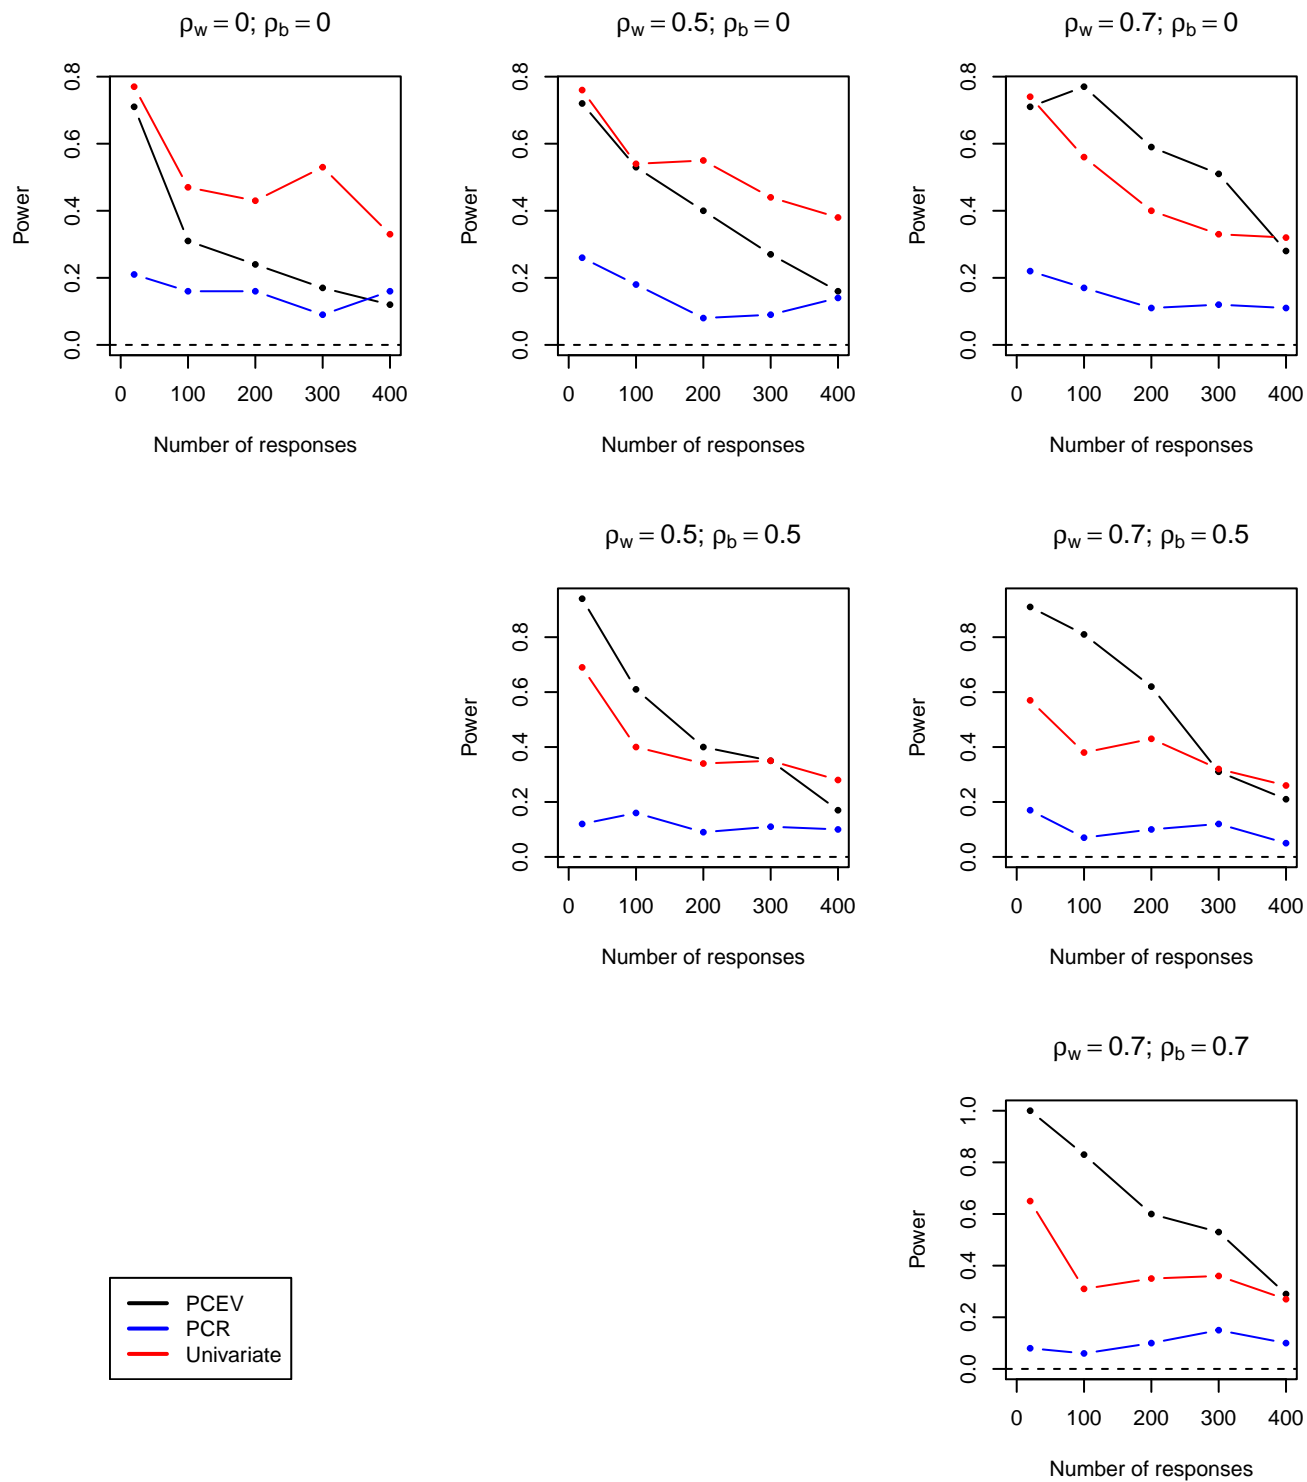 ρw = 0; ρb = 0
0.0 0.2 0.4 0.6 0.8
Power
0 100 200 300 400
Number of responses
ρw = 0.5; ρb = 0
0.0 0.2 0.4 0.6 0.8
Power
0 100 200 300 400
Number of responses
ρw = 0.7; ρb = 0
0.0 0.2 0.4 0.6 0.8
Power
0 100 200 300 400
Number of responses
ρw = 0.5; ρb = 0.5
0.0 0.2 0.4 0.6 0.8
Power
0 100 200 300 400
Number of responses
ρw = 0.7; ρb = 0.5
0.0 0.2 0.4 0.6 0.8
Power
0 100 200 300 400
Number of responses
ρw = 0.7; ρb = 0.7
0.0 0.2 0.4 0.6 0.8 1.0
Power
0 100 200 300 400
Number of responses
PCEV
PCR
Univariate